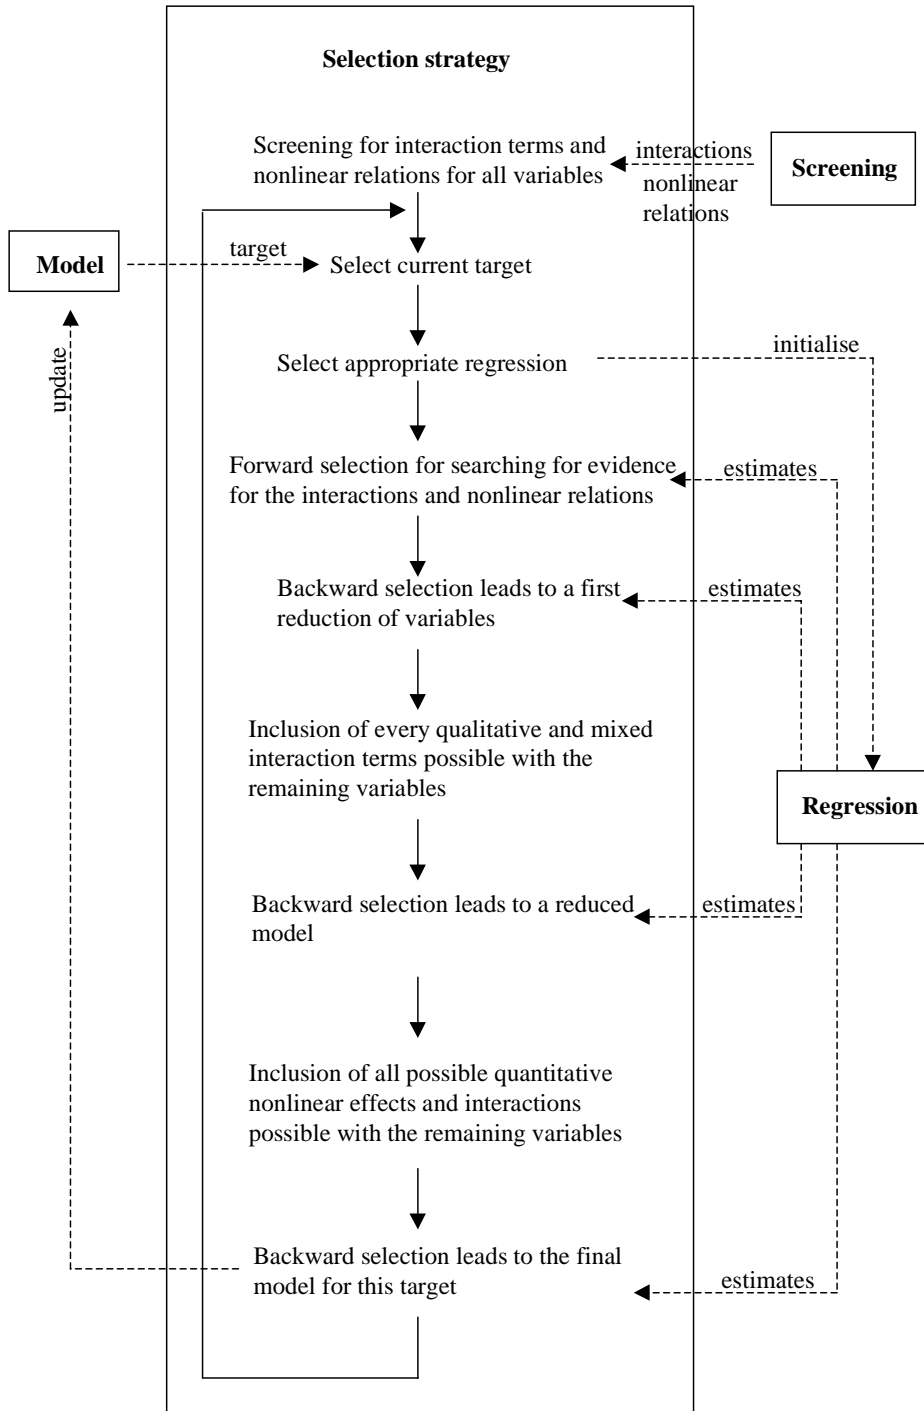 Selection strategy
Screening for interaction terms and
nonlinear relations for all variables
interactions
nonlinear
relations
Screening
Model
target
Select current target
update
Select appropriate regression
initialise
Forward selection for searching for evidence
for the interactions and nonlinear relations
estimates
Backward selection leads to a first
reduction of variables
estimates
Inclusion of every qualitative and mixed
interaction terms possible with the
remaining variables
Regression
Backward selection leads to a reduced
model
estimates
Inclusion of all possible quantitative
nonlinear effects and interactions
possible with the remaining variables
Backward selection leads to the final
model for this target
estimates